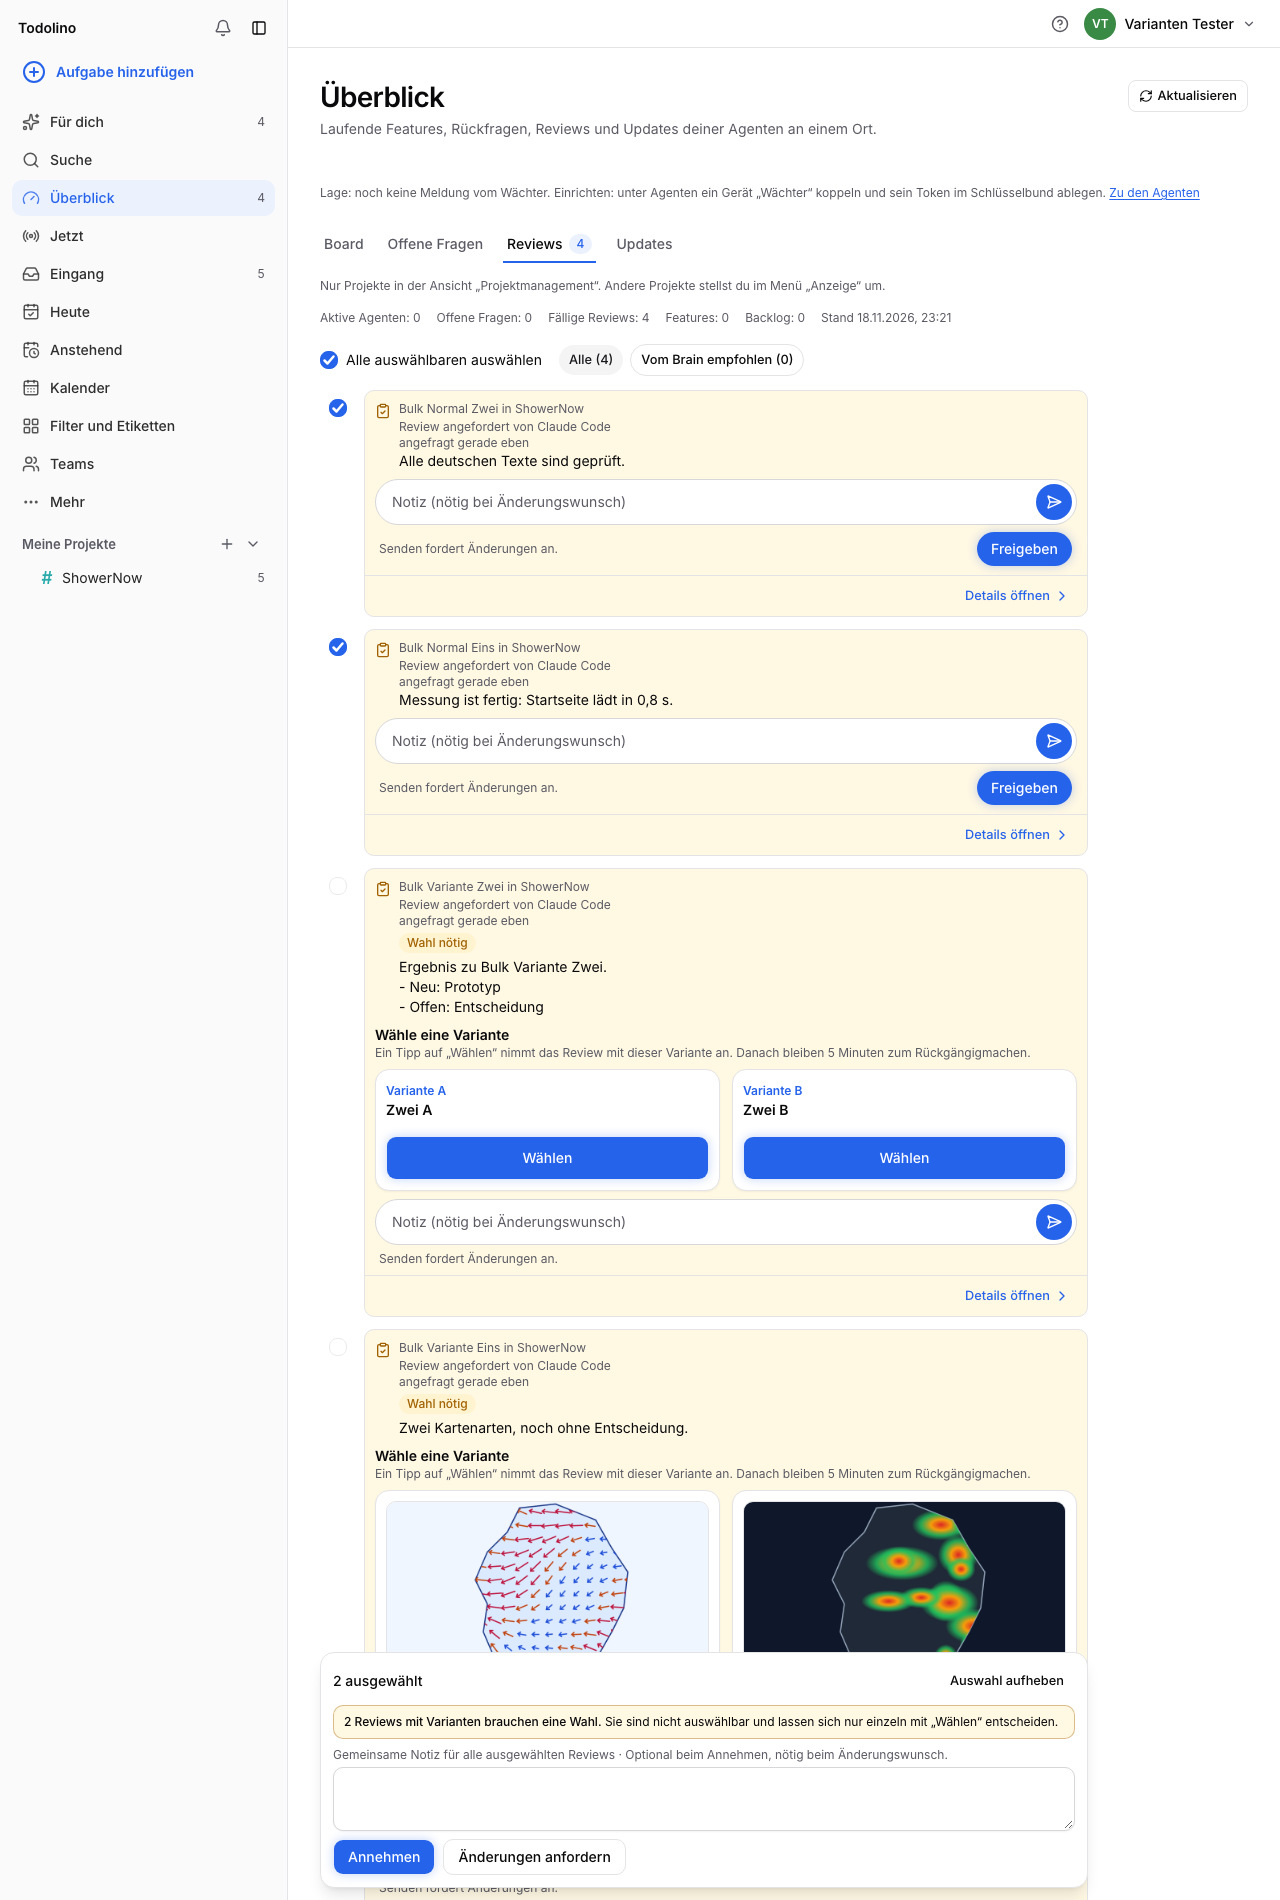 Todolino
Aufgabe hinzufügen
Für dich 4
Suche
Überblick 4
Jetzt
Eingang 5
Heute
Anstehend
Kalender
Filter und Etiketten
Teams
Mehr
Meine Projekte
# ShowerNow 5
VT Varianten Tester
Überblick
Aktualisieren
Laufende Features, Rückfragen, Reviews und Updates deiner Agenten an einem Ort.
Lage: noch keine Meldung vom Wächter. Einrichten: unter Agenten ein Gerät „Wächter“ koppeln und sein Token im Schlüsselbund ablegen. Zu den Agenten
Board Offene Fragen Reviews 4 Updates
Nur Projekte in der Ansicht „Projektmanagement“. Andere Projekte stellst du im Menü „Anzeige“ um.
Aktive Agenten: 0 Offene Fragen: 0 Fällige Reviews: 4 Features: 0 Backlog: 0 Stand 18.11.2026, 23:21
Alle auswählbaren auswählen Alle (4) Vom Brain empfohlen (0)
Bulk Normal Zwei in ShowerNow
Review angefordert von Claude Code
angefragt gerade eben
Alle deutschen Texte sind geprüft.
Notiz (nötig bei Änderungswunsch)
Senden fordert Änderungen an. Freigeben
Details öffnen
Bulk Normal Eins in ShowerNow
Review angefordert von Claude Code
angefragt gerade eben
Messung ist fertig: Startseite lädt in 0,8 s.
Notiz (nötig bei Änderungswunsch)
Senden fordert Änderungen an. Freigeben
Details öffnen
Bulk Variante Zwei in ShowerNow
Review angefordert von Claude Code
angefragt gerade eben
Wahl nötig
Ergebnis zu Bulk Variante Zwei.
- Neu: Prototyp
- Offen: Entscheidung
Wähle eine Variante
Ein Tipp auf „Wählen“ nimmt das Review mit dieser Variante an. Danach bleiben 5 Minuten zum Rückgängigmachen.
Variante A
Zwei A
Wählen
Variante B
Zwei B
Wählen
Notiz (nötig bei Änderungswunsch)
Senden fordert Änderungen an.
Details öffnen
Bulk Variante Eins in ShowerNow
Review angefordert von Claude Code
angefragt gerade eben
Wahl nötig
Zwei Kartenarten, noch ohne Entscheidung.
Wähle eine Variante
Ein Tipp auf „Wählen“ nimmt das Review mit dieser Variante an. Danach bleiben 5 Minuten zum Rückgängigmachen.
2 ausgewählt Auswahl aufheben
2 Reviews mit Varianten brauchen eine Wahl. Sie sind nicht auswählbar und lassen sich nur einzeln mit „Wählen“ entscheiden.
Gemeinsame Notiz für alle ausgewählten Reviews · Optional beim Annehmen, nötig beim Änderungswunsch.
Annehmen Änderungen anfordern
Senden fordert Änderungen an.